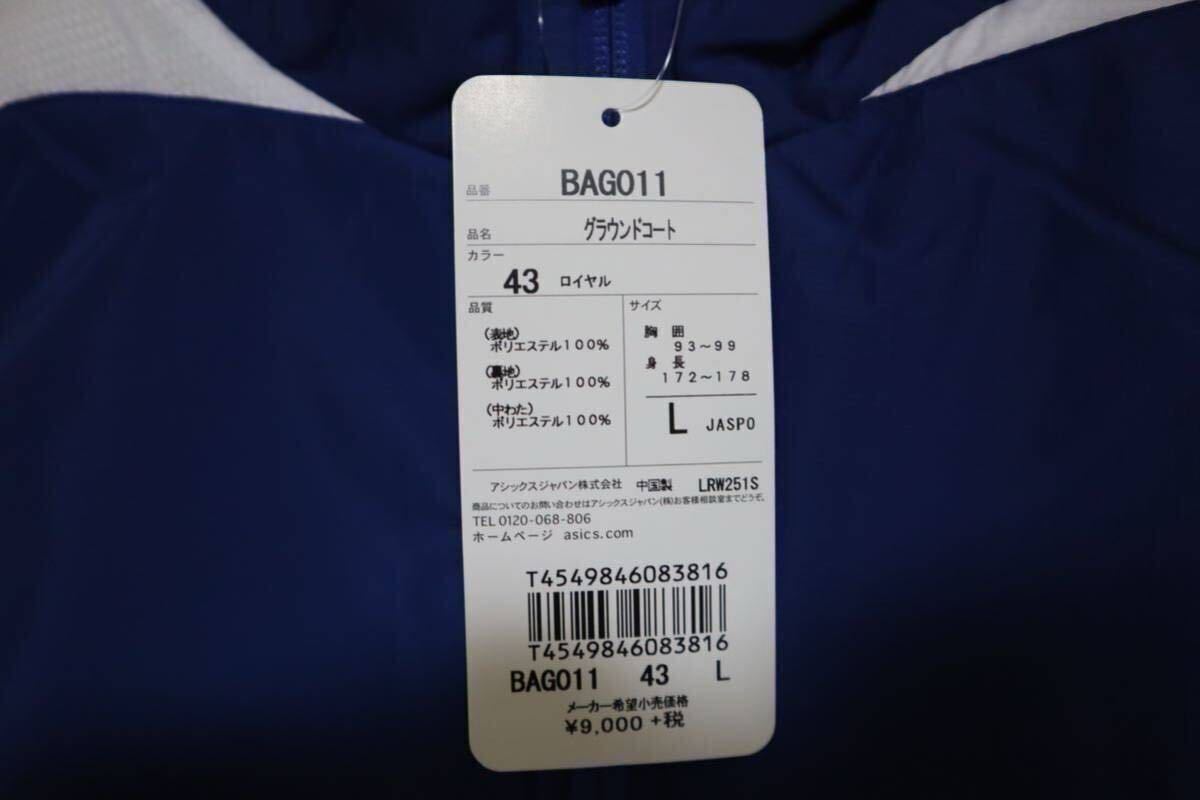 品番 BAG011
品名 グラウンドコート
カラー
43 ロイヤル
品質
(表地)
ポリエステル100%
(裏地)
ポリエステル100%
(中わた)
ポリエステル100%
サイズ
胸囲
93～99
身長
172～178
L JASPO
アシックスジャパン株式会社 中国製 LRW251S
商品についてのお問い合わせはアシックスジャパン(株)お客様相談室までどうぞ。
TEL 0120-068-806
ホームページ asics.com
T4549846083816
T4549846083816
BAG011 43 L
メーカー希望小売価格
¥9,000 +税